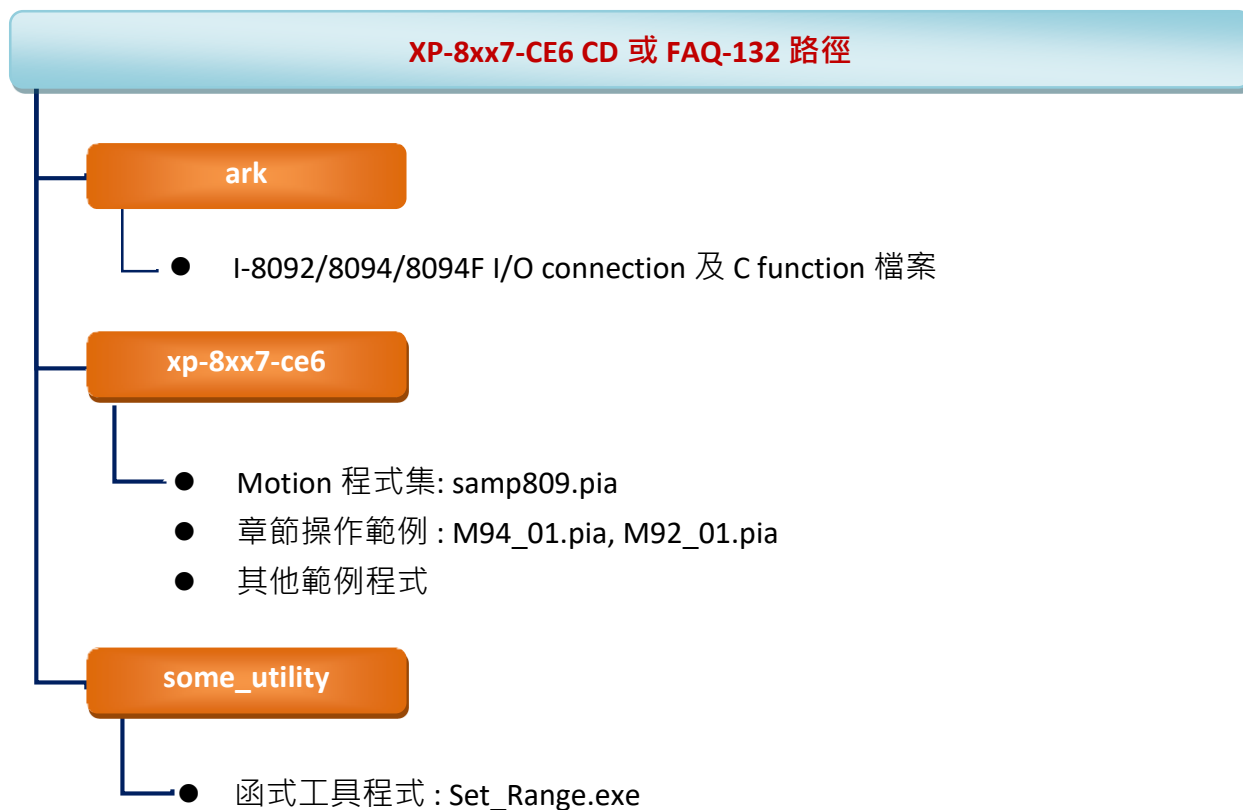 XP-8xx7-CE6 CD 或 FAQ-132 路徑
ark
● I-8092/8094/8094F I/O connection 及 C function 檔案
xp-8xx7-ce6
● Motion 程式集: samp809.pia
● 章節操作範例 : M94_01.pia, M92_01.pia
● 其他範例程式
some_utility
● 函式工具程式 : Set_Range.exe